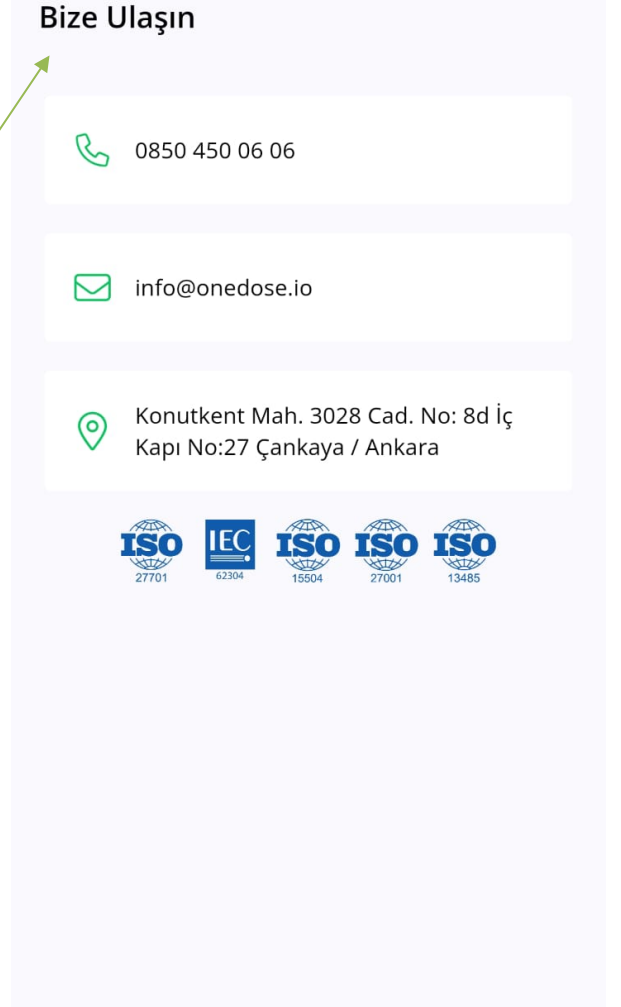 Bize Ulaşın
0850 450 06 06
info@onedose.io
Konutkent Mah. 3028 Cad. No: 8d İç
Kapı No:27 Çankaya / Ankara
ISO IEC ISO ISO ISO
27701 62304 15504 27001 13485